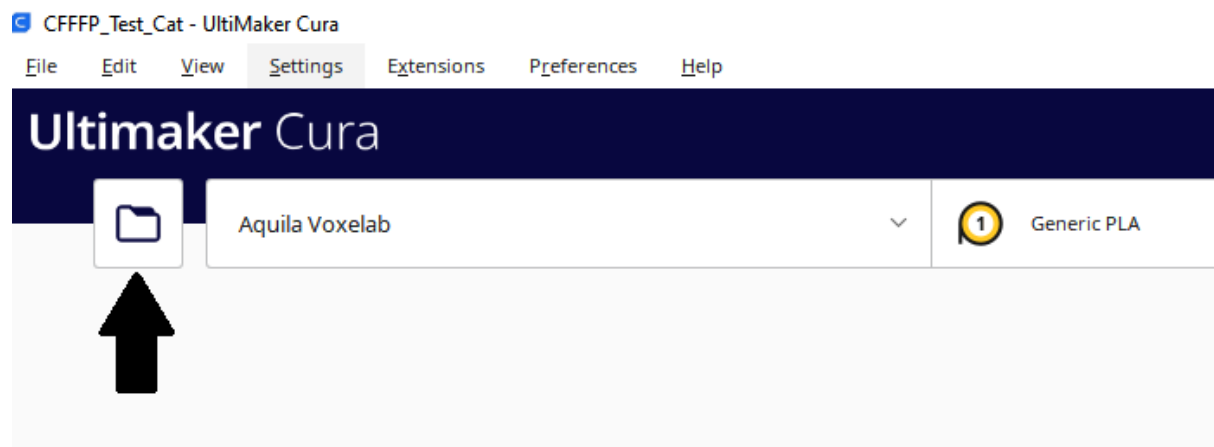 CFFFP_Test_Cat - UltiMaker Cura
File Edit View Settings Extensions Preferences Help
Ultimaker Cura
Aquila Voxelab 1 Generic PLA